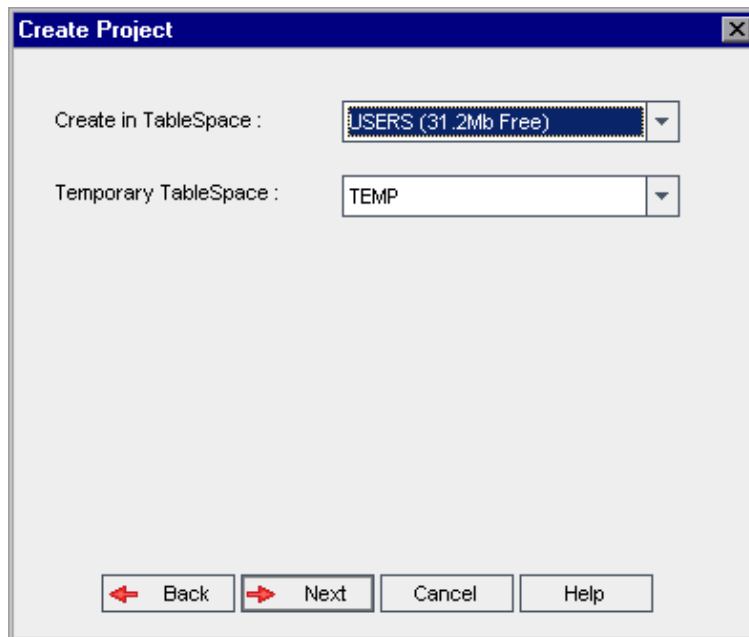 Create Project
Create in TableSpace : USERS (31.2Mb Free)
Temporary TableSpace : TEMP
Back Next Cancel Help